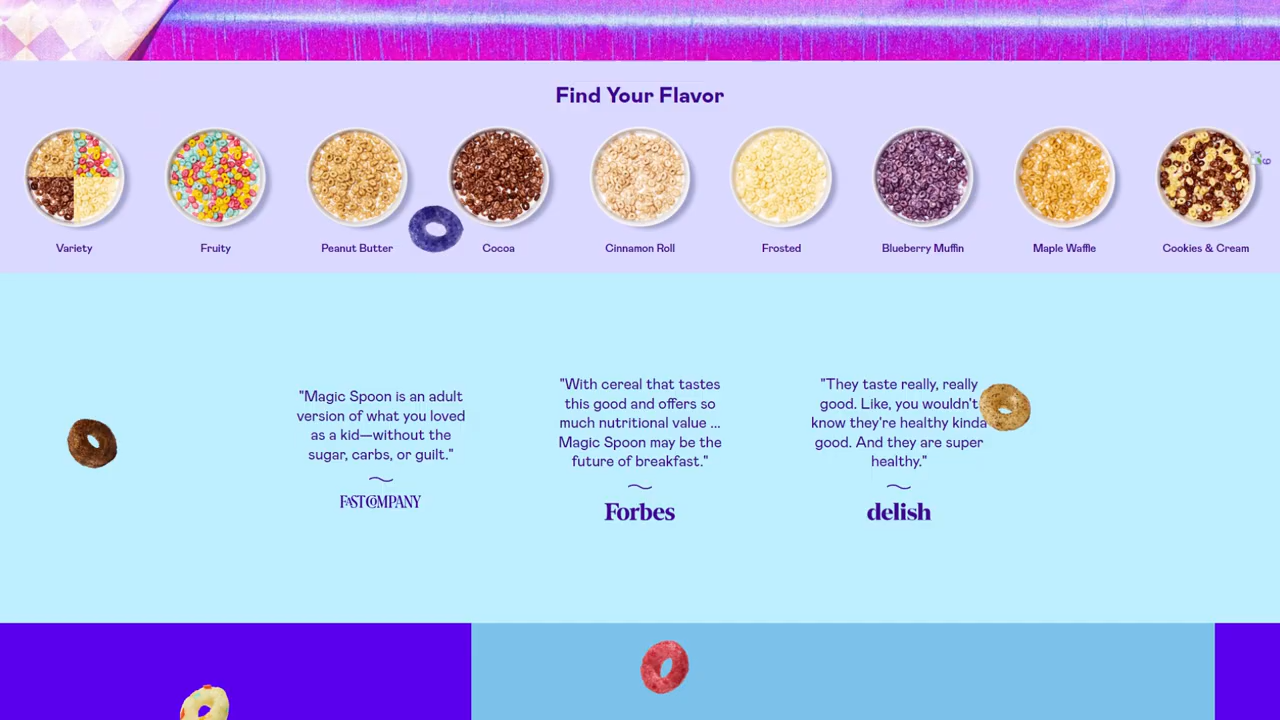 Find Your Flavor
Variety
Fruity
Peanut Butter
Cocoa
Cinnamon Roll
Frosted
Blueberry Muffin
Maple Waffle
Cookies & Cream
"Magic Spoon is an adult
version of what you loved
as a kid—without the
sugar, carbs, or guilt."
FAST COMPANY
"With cereal that tastes
this good and offers so
much nutritional value ...
Magic Spoon may be the
future of breakfast."
Forbes
"They taste really, really
good. Like, you wouldn't
know they're healthy kinda
good. And they are super
healthy."
delish